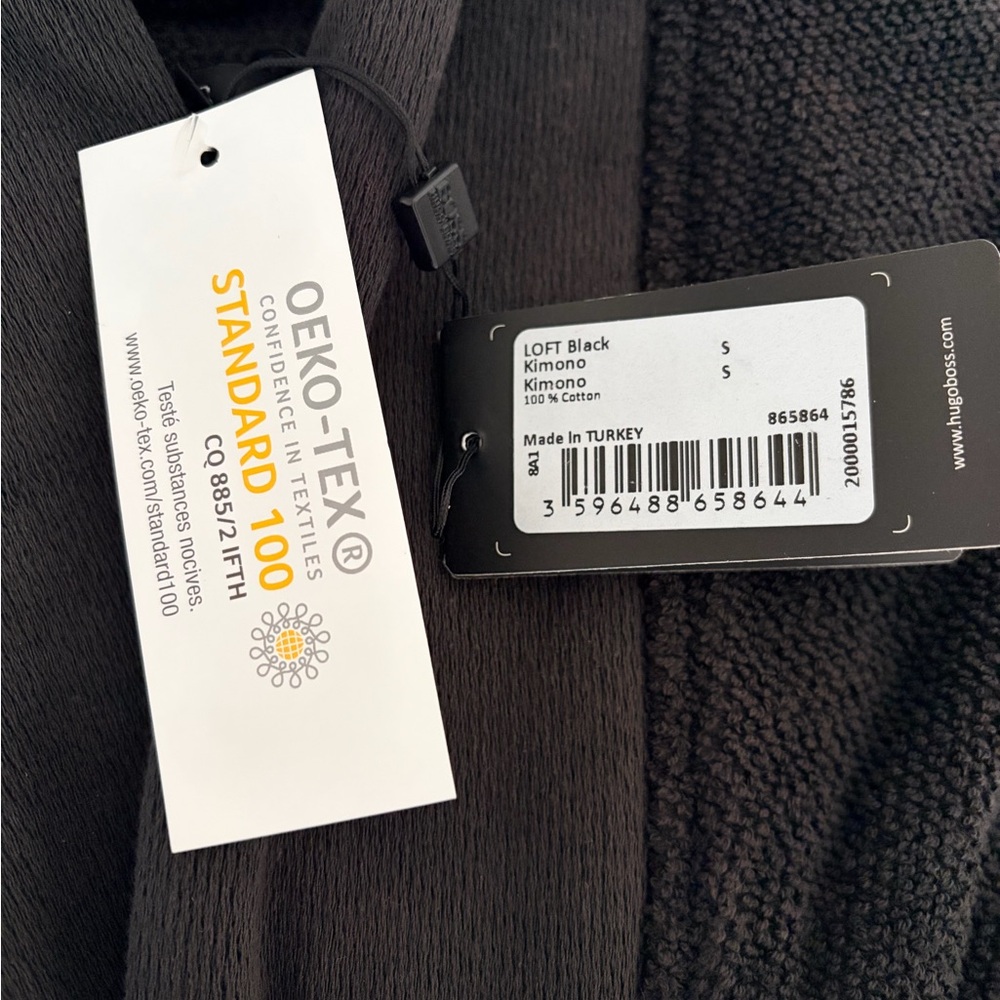 OEKO-TEX®
CONFIDENCE IN TEXTILES
STANDARD 100
CQ 885/2 IFTH
Testé substances nocives.
www.oeko-tex.com/standard100
LOFT Black S
Kimono
Kimono S
100 % Cotton
865864
Made In TURKEY
8A1
3 596488 658644
2000015786
www.hugoboss.com